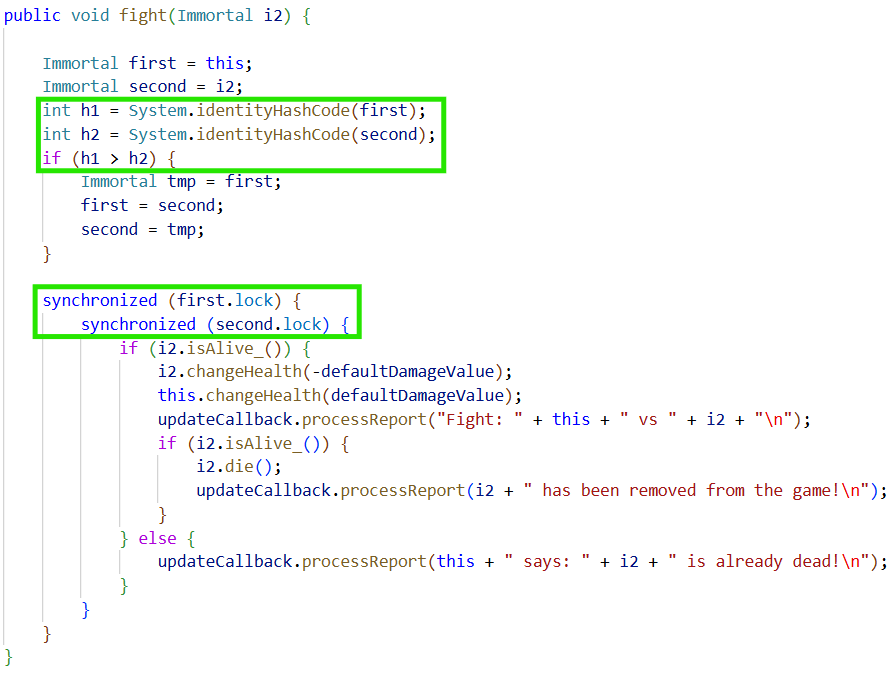 public void fight(Immortal i2) {
Immortal first = this;
Immortal second = i2;
int h1 = System.identityHashCode(first);
int h2 = System.identityHashCode(second);
if (h1 > h2) {
Immortal tmp = first;
first = second;
second = tmp;
}
synchronized (first.lock) {
synchronized (second.lock) {
if (i2.isAlive_()) {
i2.changeHealth(-defaultDamageValue);
this.changeHealth(defaultDamageValue);
updateCallback.processReport("Fight: " + this + " vs " + i2 + "\n");
if (i2.isAlive_()) {
i2.die();
updateCallback.processReport(i2 + " has been removed from the game!\n");
}
} else {
updateCallback.processReport(this + " says: " + i2 + " is already dead!\n");
}
}
}
}